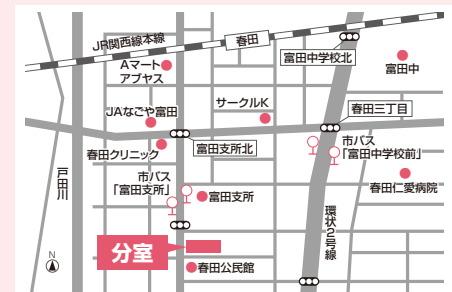 JR関西線本線
春田
Aマート
アブヤス
富田中学校北
富田中
JAなごや富田
サークルK
春田三丁目
春田クリニック
富田支所北
市バス
「富田中学校前」
戸田川
市バス
「富田支所」
富田支所
春田仁愛病院
環状2号線
分室
春田公民館
N